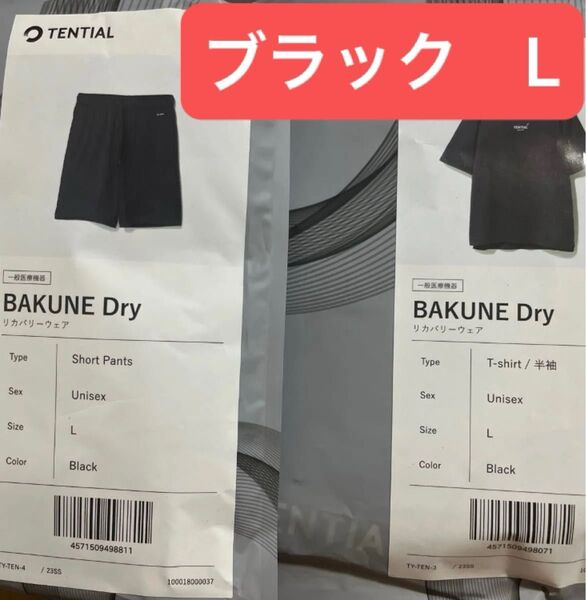 ブラック L
TENTIAL
一般医療機器
BAKUNE Dry
リカバリーウェア
Type Short Pants
Sex Unisex
Size L
Color Black
4571509498811
TY-TEN-4 / 23SS 100018000037
TENTIAL
一般医療機器
BAKUNE Dry
リカバリーウェア
Type T-shirt / 半袖
Sex Unisex
Size L
Color Black
4571509498071
TY-TEN-3 / 23SS
ENTIAL